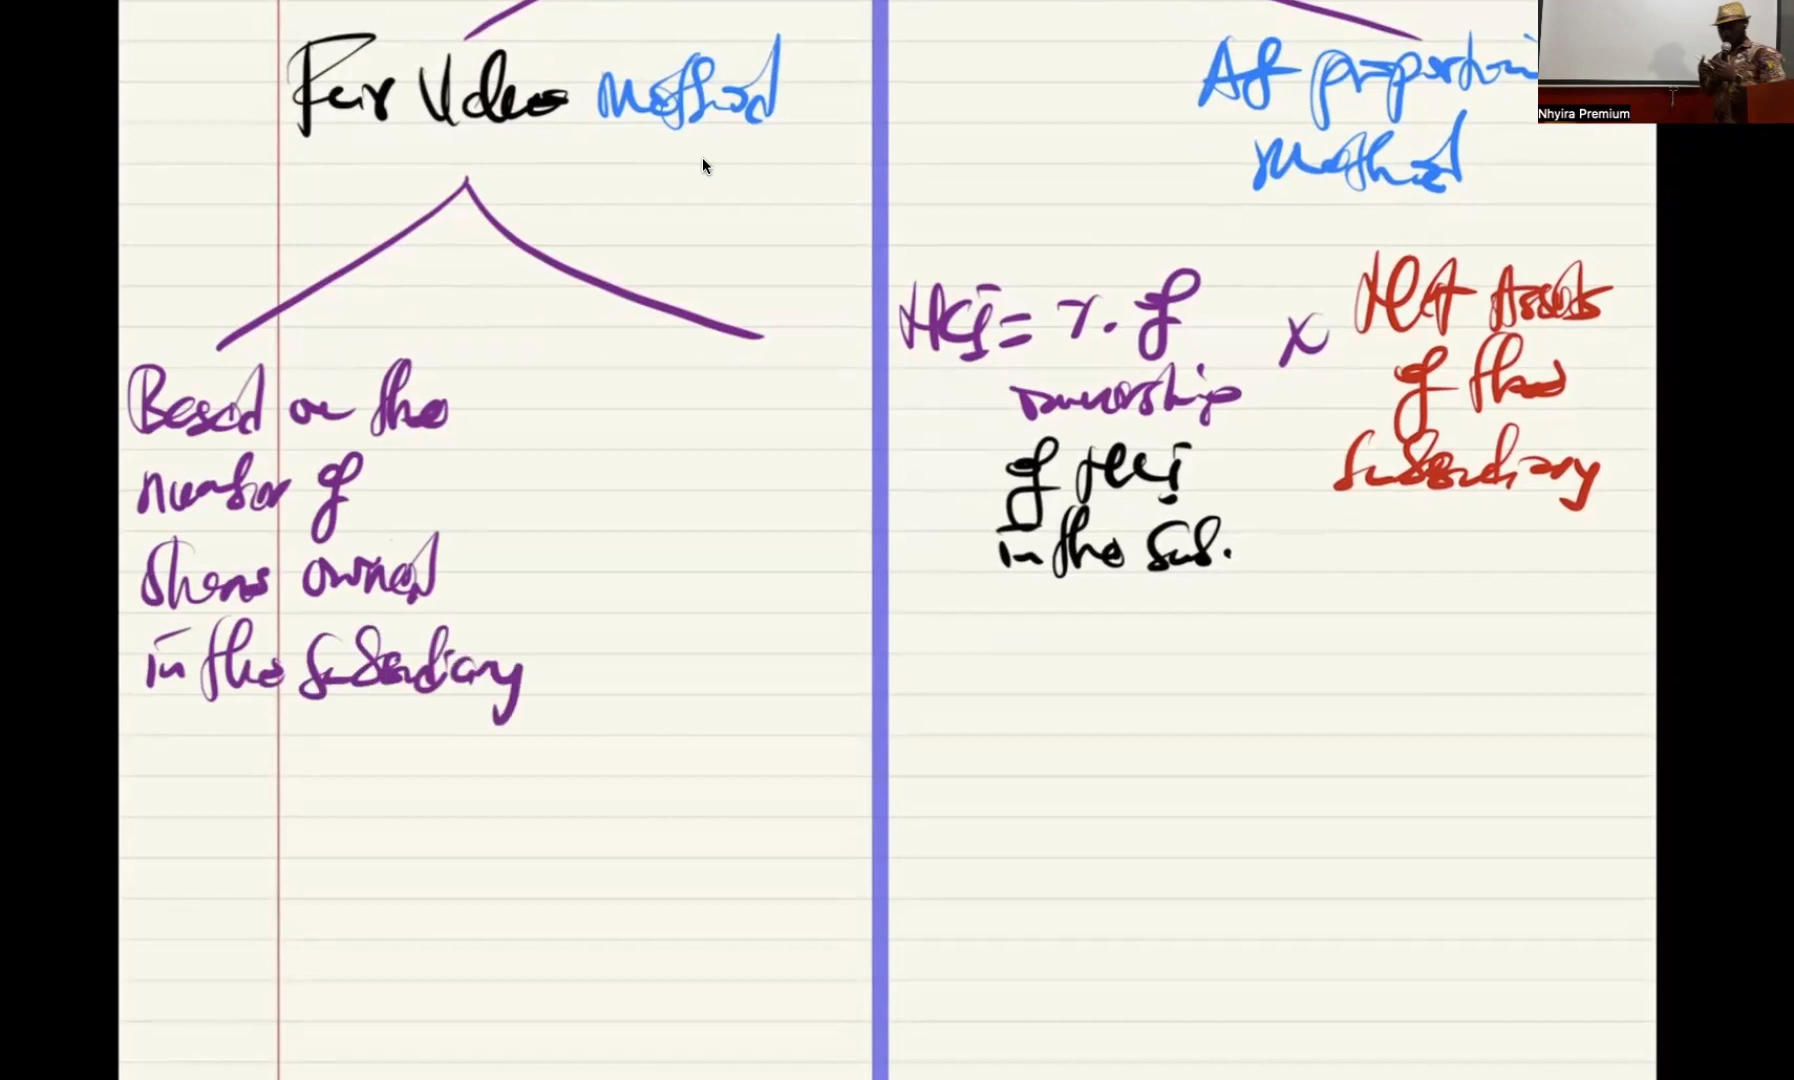 Fair Value Method
At proportion
method
Based on the
number of
shares owned
in the subsidiary
NCI = % of
ownership
of NCI
in the sub.
x
Net Assets
of the
subsidiary
Nhyira Premium